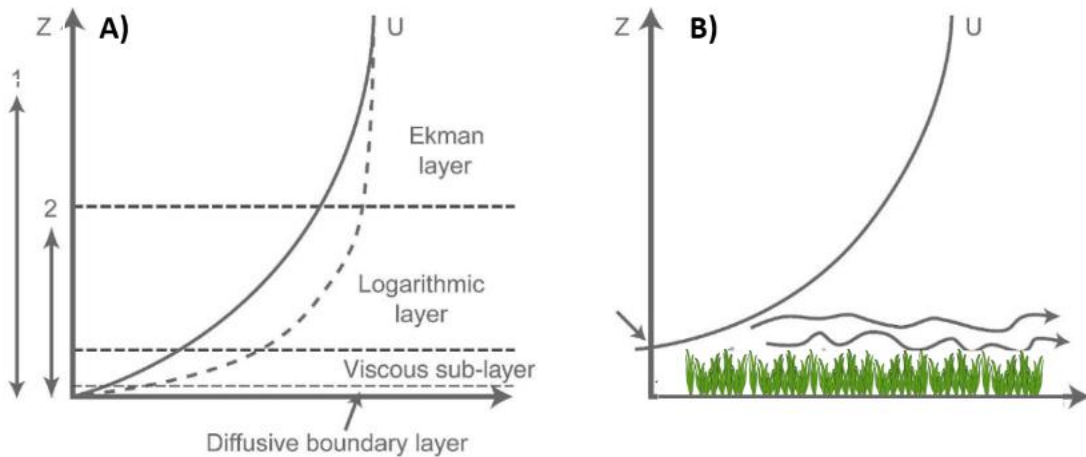 Z
A)
U
1
2
Ekman
layer
Logarithmic
layer
Viscous sub-layer
Diffusive boundary layer
Z
B)
U